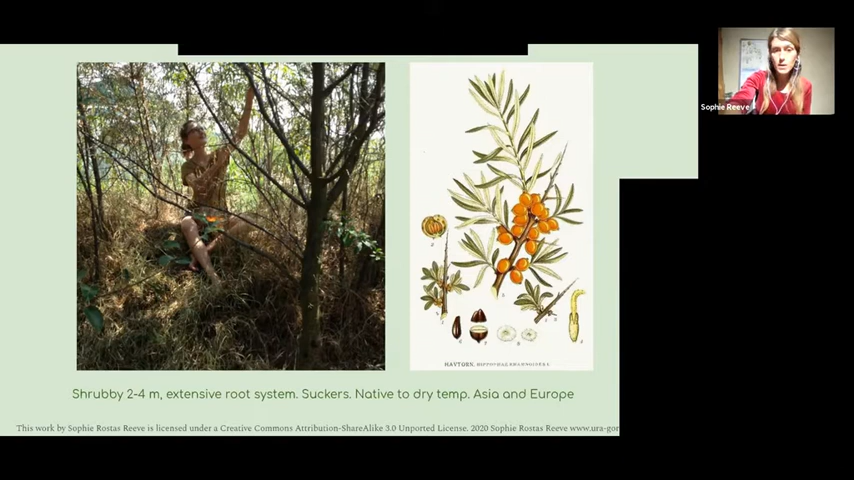 Sophie Reeve
HAVTORN, HIPPOPHAË RHAMNOIDES
Shrubby 2-4 m, extensive root system. Suckers. Native to dry temp. Asia and Europe
This work by Sophie Rostas Reeve is licensed under a Creative Commons Attribution-ShareAlike 3.0 Unported License. 2020 Sophie Rostas Reeve www.ura-gor